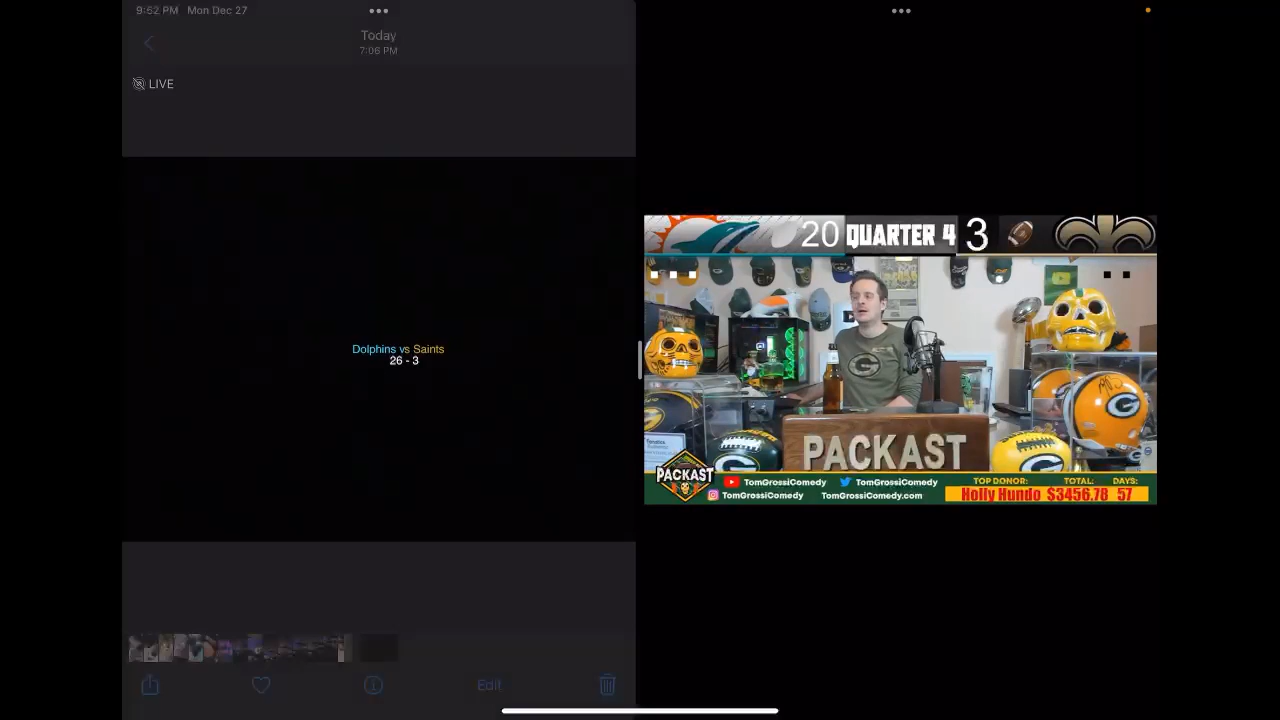 9:52 PM Mon Dec 27
Today
7:06 PM
LIVE
Dolphins vs Saints
26 - 3
Edit
20 QUARTER 4 3
PACKAST
PACKAST
TomGrossiComedy TomGrossiComedy
TomGrossiComedy TomGrossiComedy.com
TOP DONOR: TOTAL: DAYS:
Holly Hundo $3456.78 57